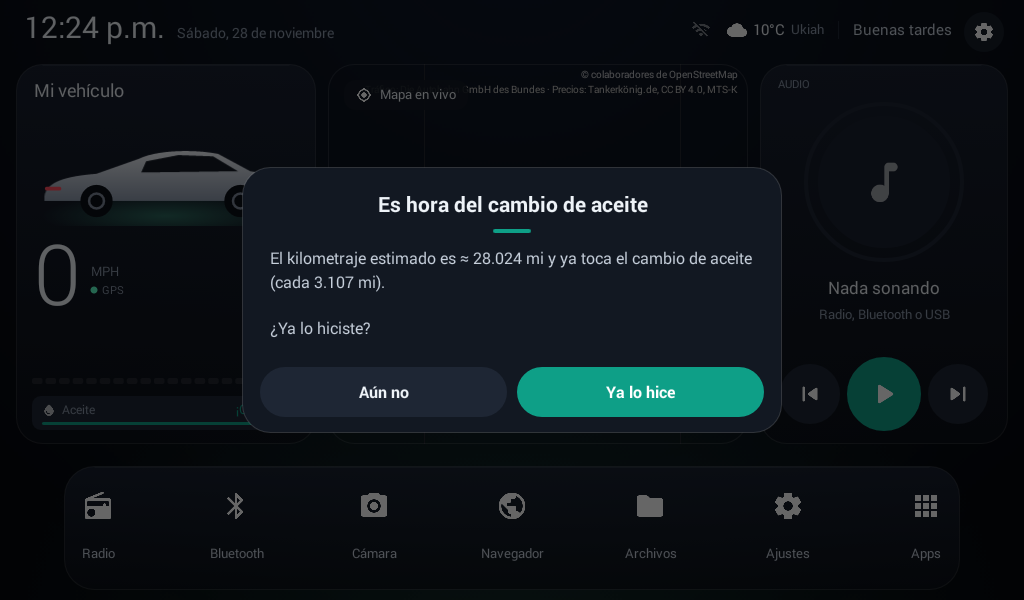 12:24 p.m.
Sábado, 28 de noviembre
10°C Ukiah
Buenas tardes
Mi vehículo
© colaboradores de OpenStreetMap
Mapa en vivo
des Bundes · Precios: Tankerkönig.de, CC BY 4.0, MTS-K
AUDIO
Es hora del cambio de aceite
El kilometraje estimado es ≈ 28.024 mi y ya toca el cambio de aceite
(cada 3.107 mi).
¿Ya lo hiciste?
Aún no
Ya lo hice
0
MPH
GPS
Nada sonando
Radio, Bluetooth o USB
Aceite
Radio
Bluetooth
Cámara
Navegador
Archivos
Ajustes
Apps